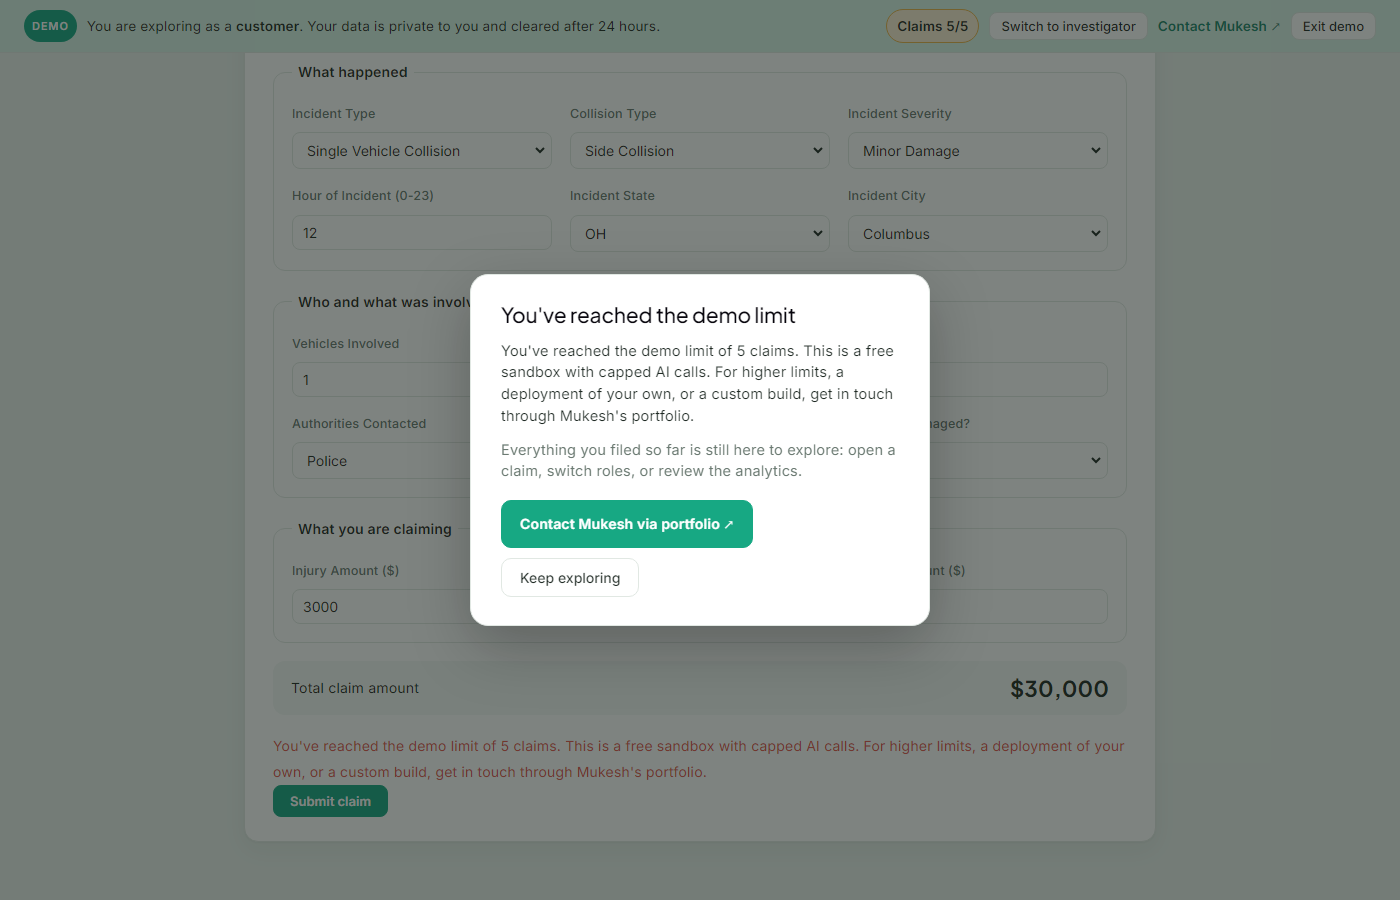 DEMO You are exploring as a customer. Your data is private to you and cleared after 24 hours. Claims 5/5 Switch to investigator Contact Mukesh ↗ Exit demo
What happened
Incident Type Collision Type Incident Severity
Single Vehicle Collision Side Collision Minor Damage
Hour of Incident (0-23) Incident State Incident City
12 OH Columbus
Who and what was
Vehicles Involved
1
Authorities Contacted
Police
What you are claiming
Injury Amount ($) ($)
3000
You've reached the demo limit
You've reached the demo limit of 5 claims. This is a free
sandbox with capped AI calls. For higher limits, a
deployment of your own, or a custom build, get in touch
through Mukesh's portfolio.
Everything you filed so far is still here to explore: open a
claim, switch roles, or review the analytics.
Contact Mukesh via portfolio ↗
Keep exploring
Total claim amount $30,000
You've reached the demo limit of 5 claims. This is a free sandbox with capped AI calls. For higher limits, a deployment of your
own, or a custom build, get in touch through Mukesh's portfolio.
Submit claim